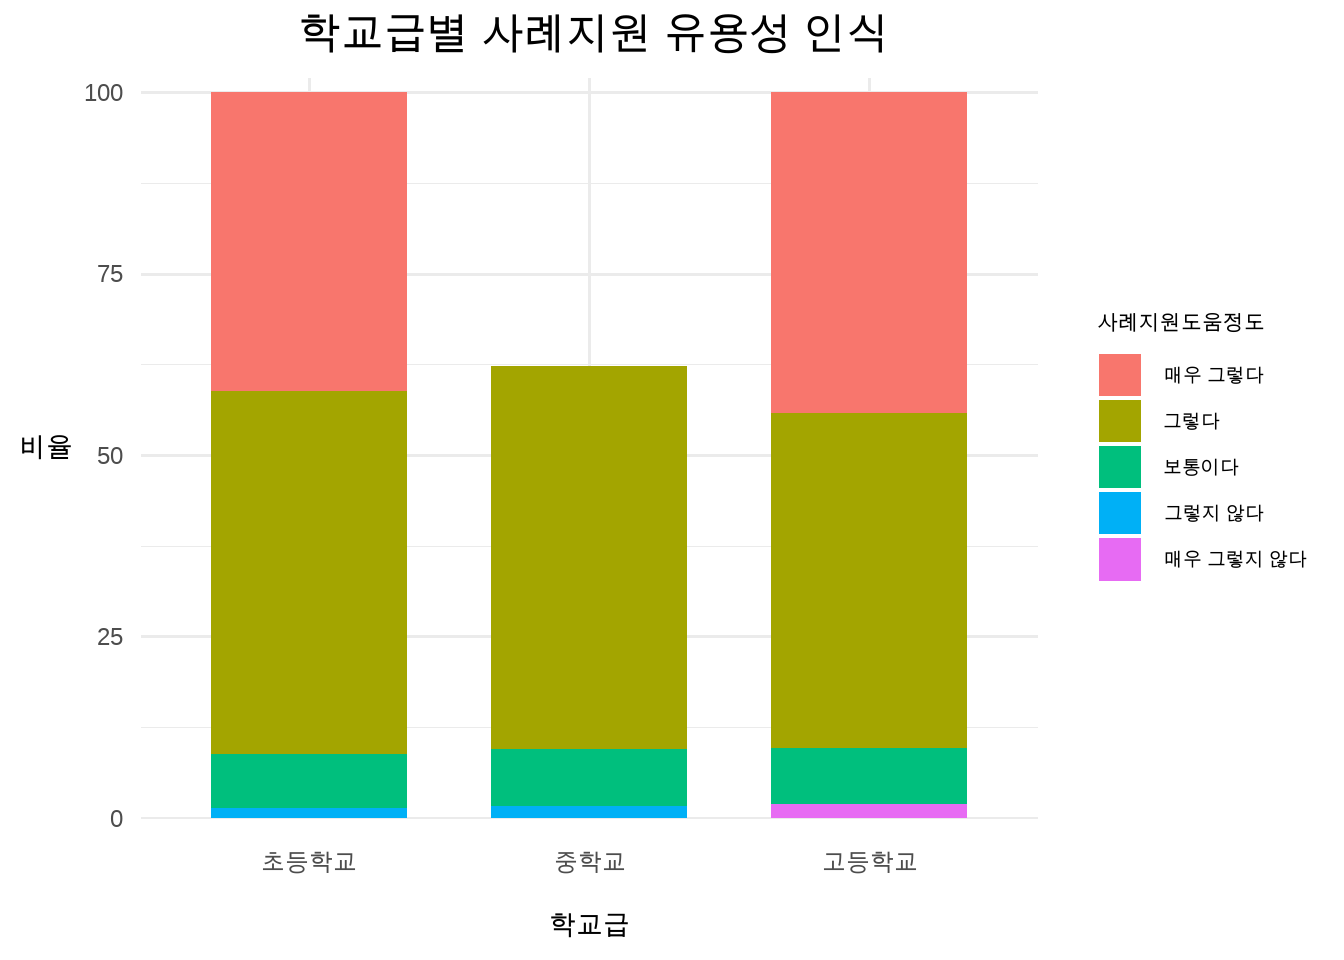 학교급별 사례지원 유용성 인식
100
75
50
25
0
비율
초등학교
중학교
고등학교
학교급
사례지원도움정도
매우 그렇다
그렇다
보통이다
그렇지 않다
매우 그렇지 않다